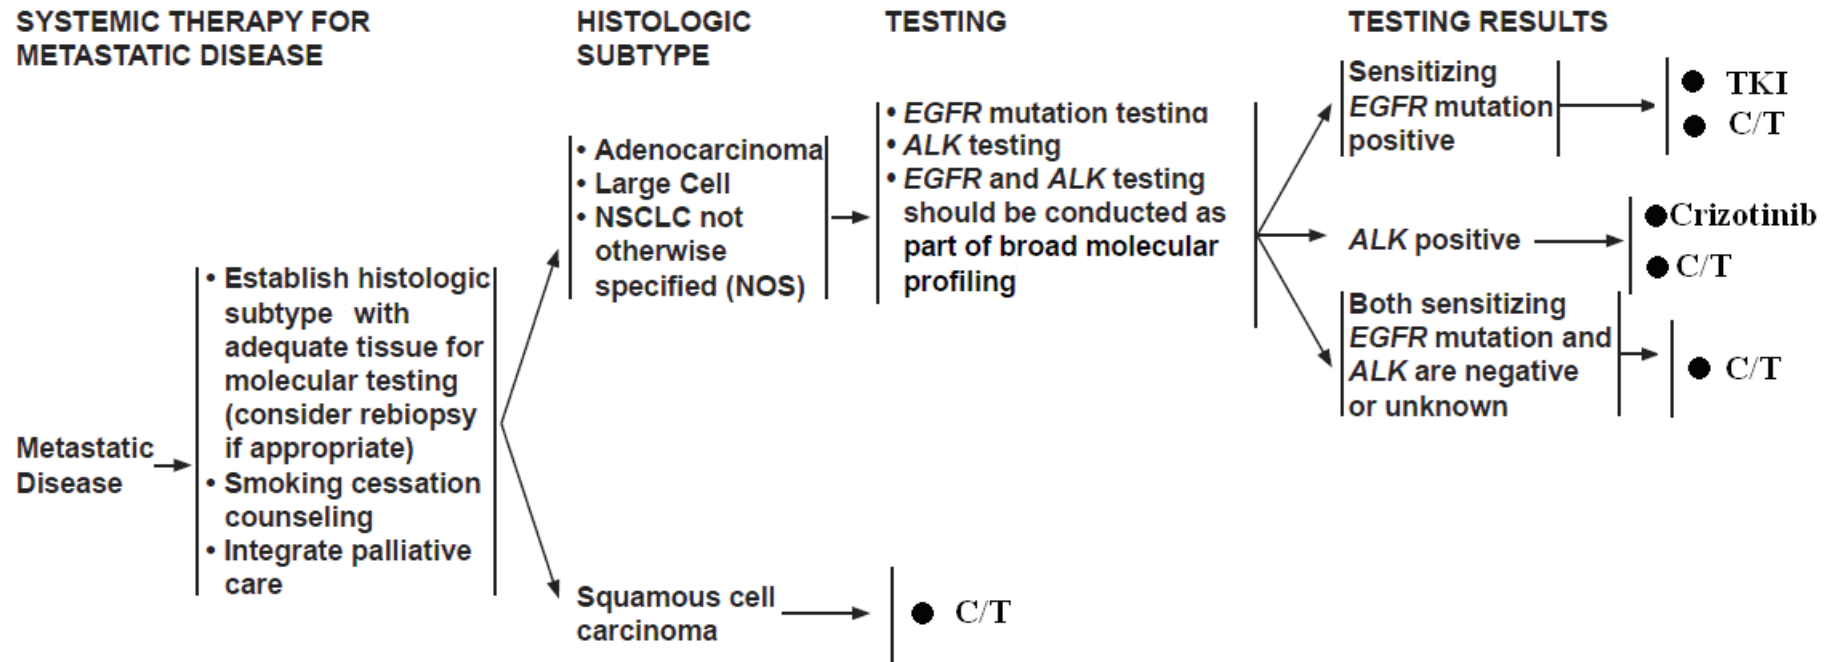 SYSTEMIC THERAPY FOR
METASTATIC DISEASE
HISTOLOGIC
SUBTYPE
TESTING
TESTING RESULTS
Metastatic
Disease
• Establish histologic
subtype with
adequate tissue for
molecular testing
(consider rebiopsy
if appropriate)
• Smoking cessation
counseling
• Integrate palliative
care
• Adenocarcinoma
• Large Cell
• NSCLC not
otherwise
specified (NOS)
• EGFR mutation testing
• ALK testing
• EGFR and ALK testing
should be conducted as
part of broad molecular
profiling
Sensitizing
EGFR mutation
positive
● TKI
● C/T
ALK positive
● Crizotinib
● C/T
Both sensitizing
EGFR mutation and
ALK are negative
or unknown
● C/T
Squamous cell
carcinoma
● C/T